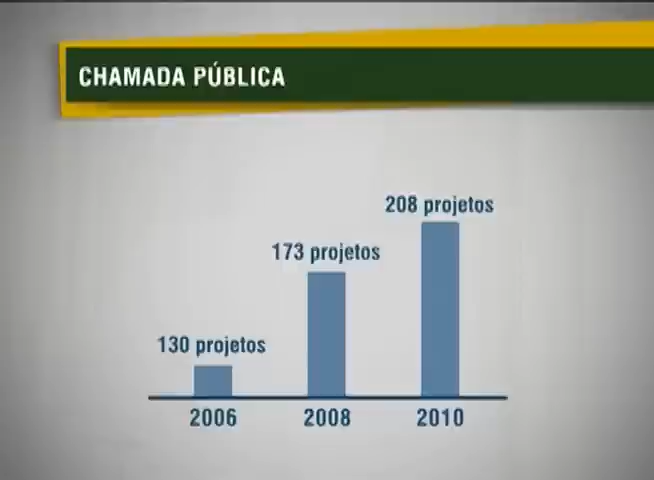 CHAMADA PÚBLICA
208 projetos
173 projetos
130 projetos
2006 2008 2010